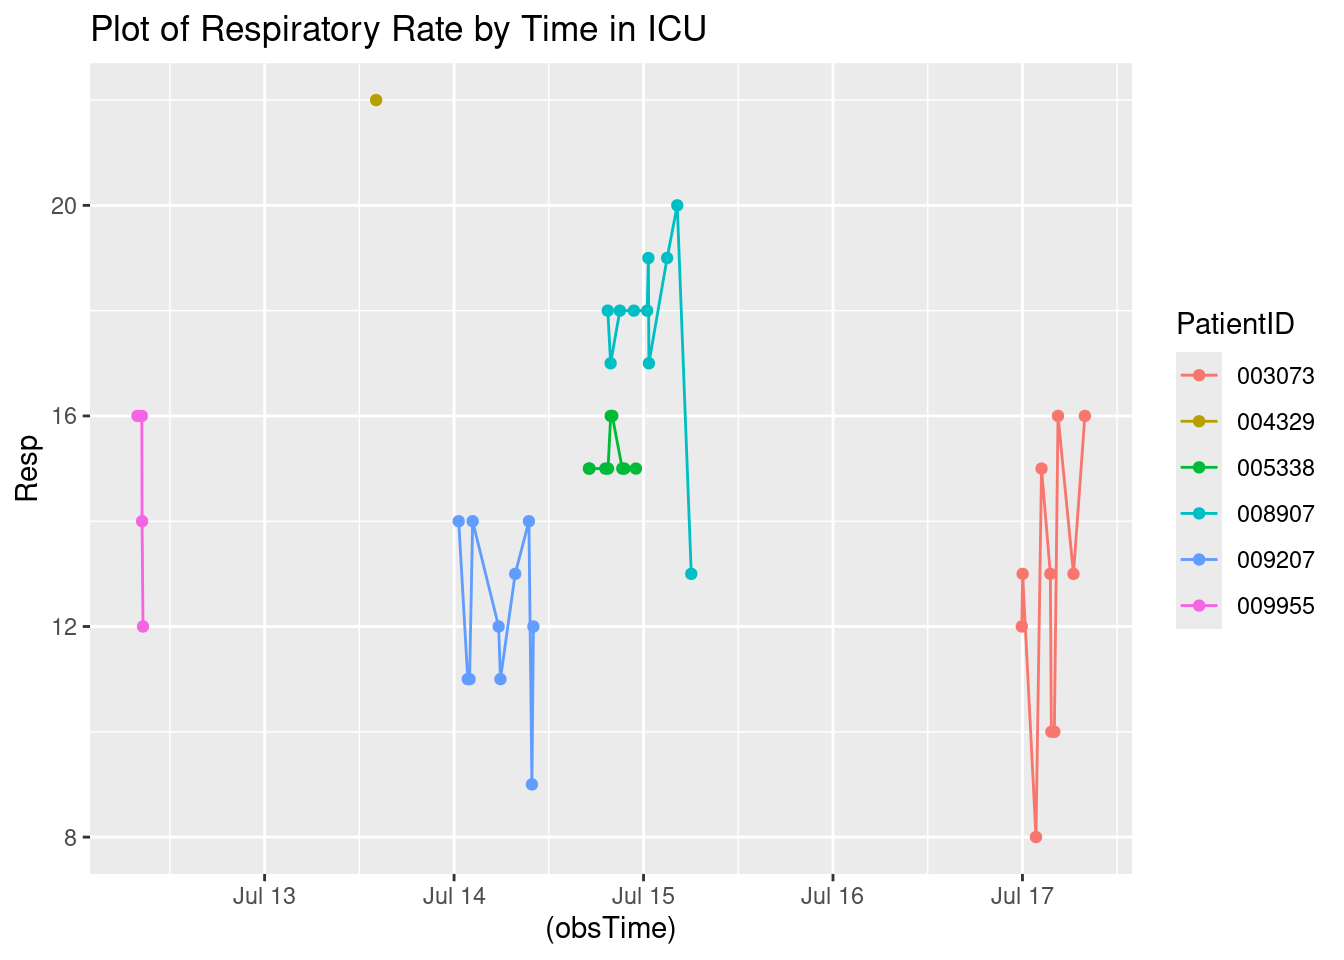 Plot of Respiratory Rate by Time in ICU
Resp
20
16
12
8
Jul 13 Jul 14 Jul 15 Jul 16 Jul 17
(obsTime)
PatientID
003073
004329
005338
008907
009207
009955